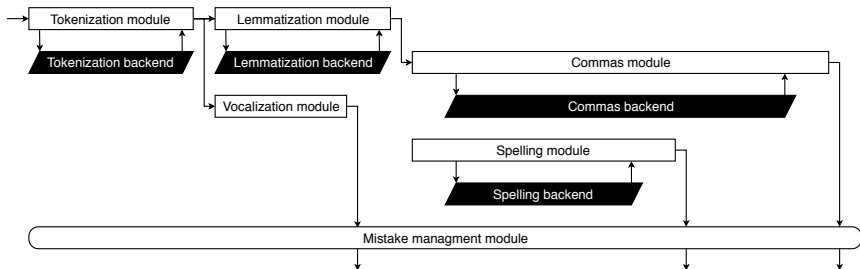 Tokenization module
Lemmatization module
Tokenization backend
Lemmatization backend
Commas module
Vocalization module
Commas backend
Spelling module
Spelling backend
Mistake managment module